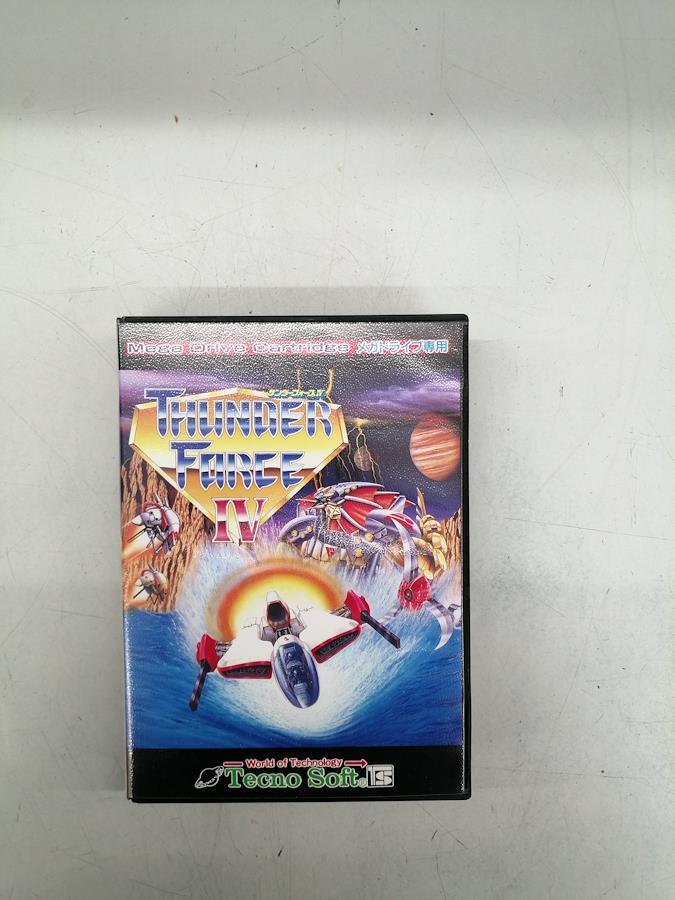 Mega Drive Cartridge メガドライブ専用
サンダーフォースⅣ
THUNDER
FORCE
IV
World of Technology
Tecno Soft® TS